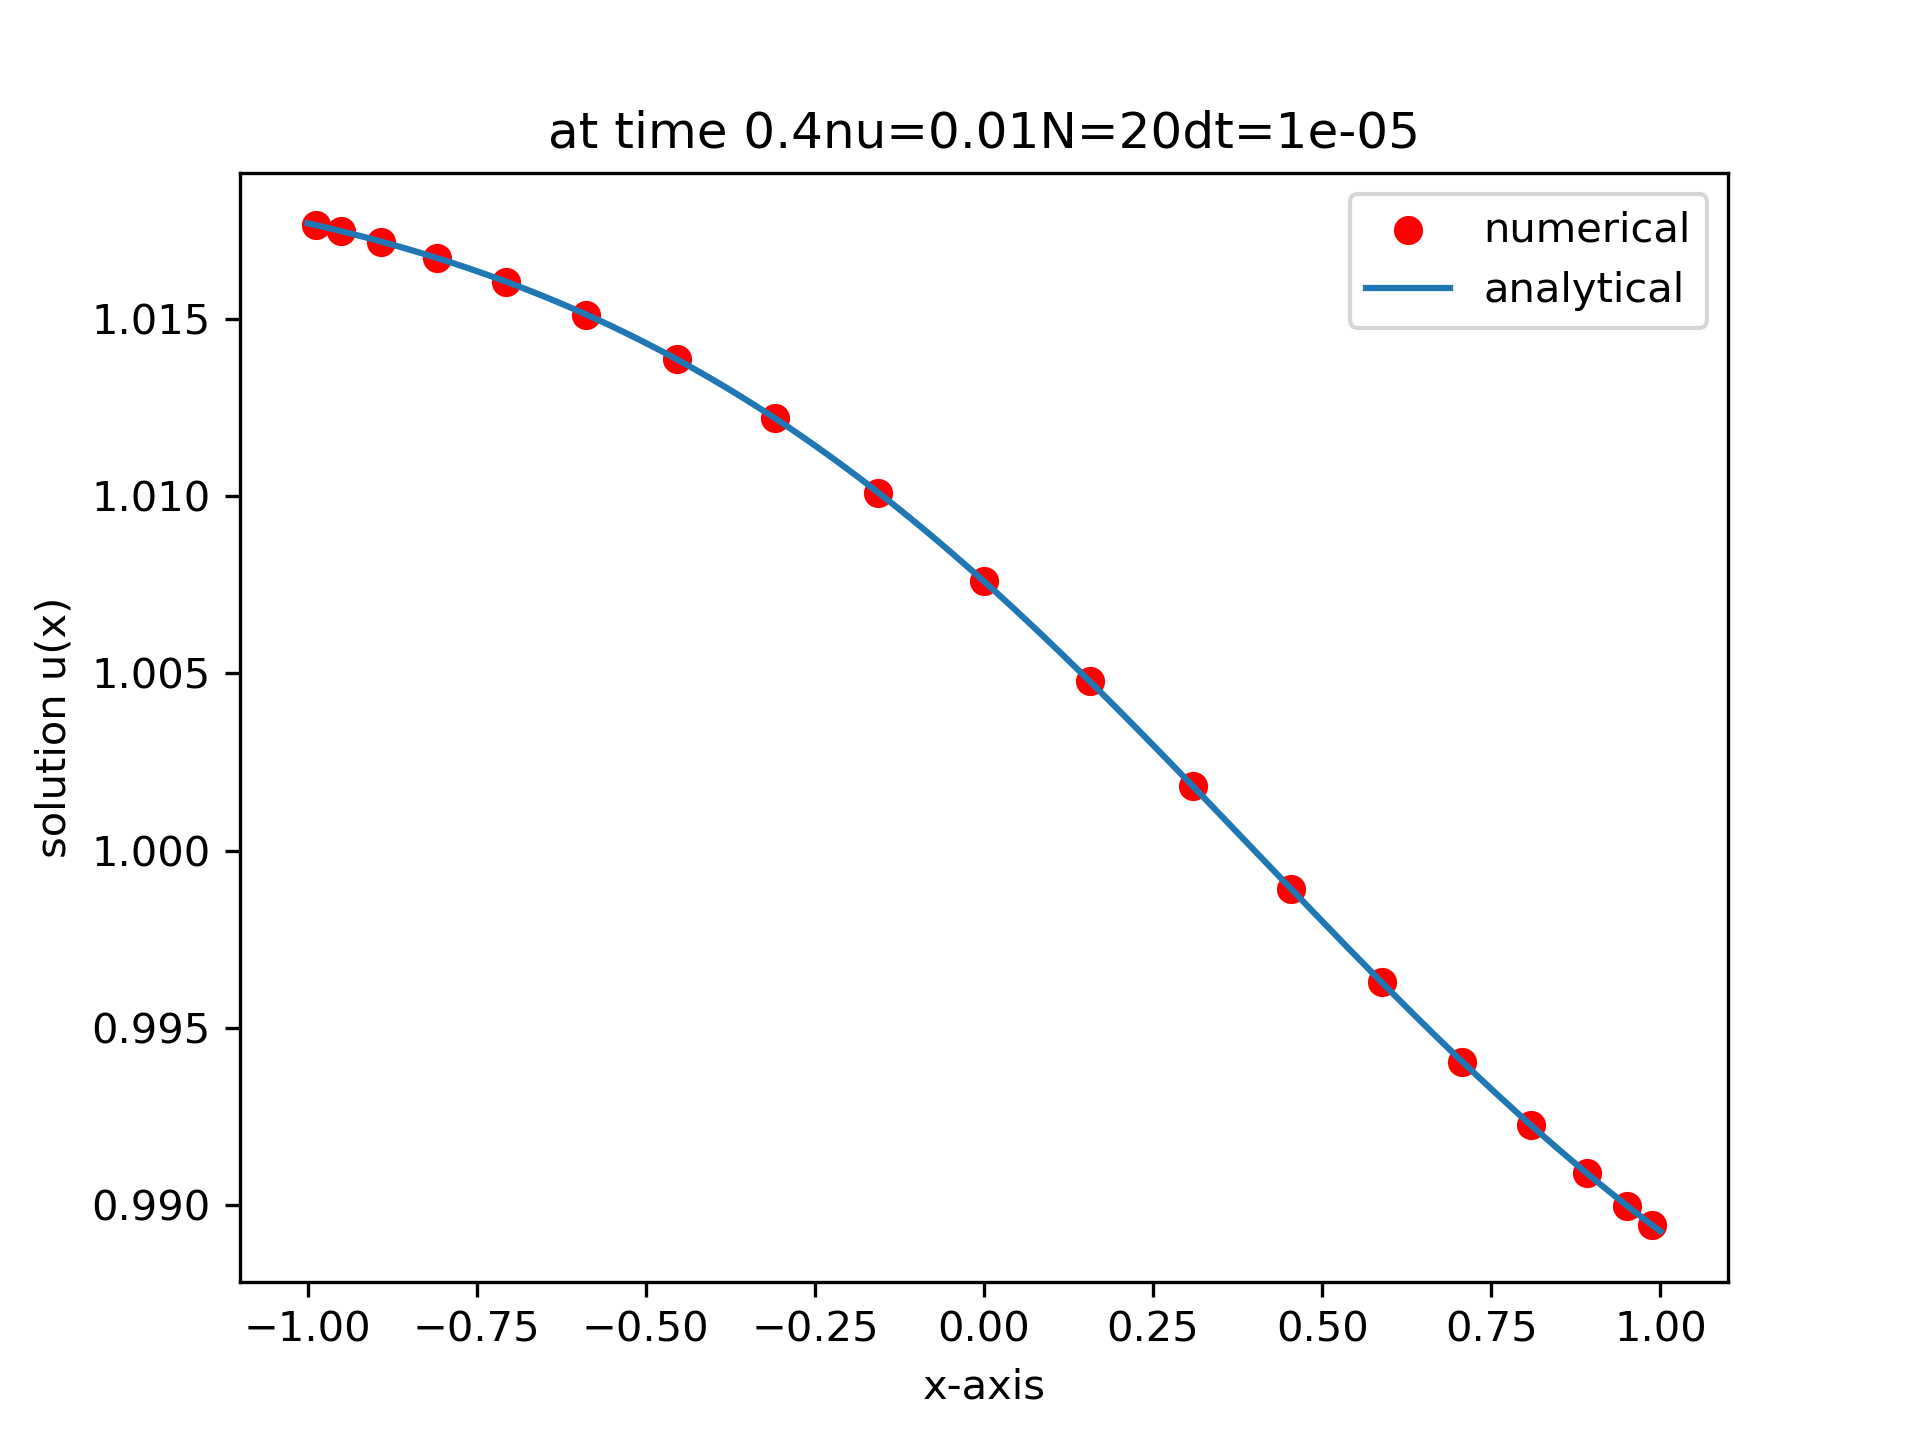 at time 0.4nu=0.01N=20dt=1e-05
numerical
analytical
solution u(x)
1.015
1.010
1.005
1.000
0.995
0.990
−1.00 −0.75 −0.50 −0.25 0.00 0.25 0.50 0.75 1.00
x-axis